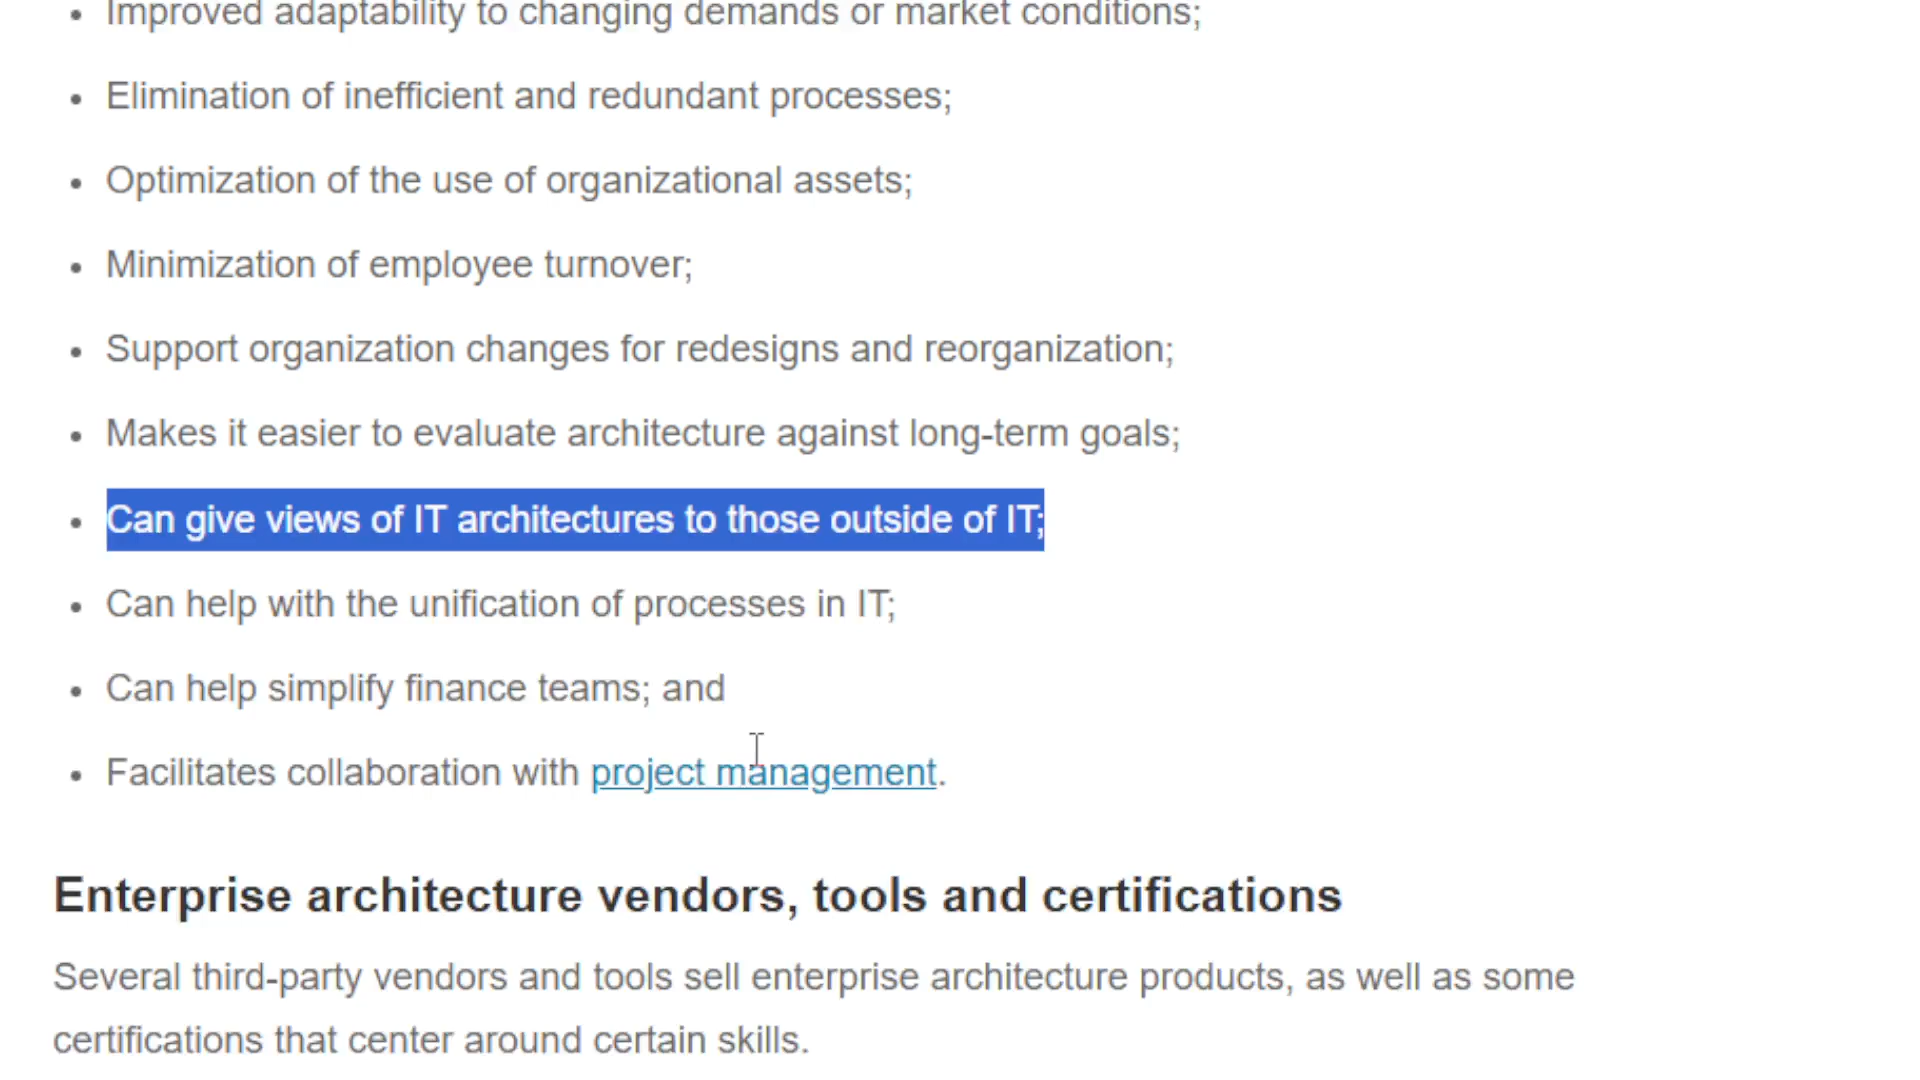 Improved adaptability to changing demands or market conditions;
Elimination of inefficient and redundant processes;
Optimization of the use of organizational assets;
Minimization of employee turnover;
Support organization changes for redesigns and reorganization;
Makes it easier to evaluate architecture against long-term goals;
Can give views of IT architectures to those outside of IT;
Can help with the unification of processes in IT;
Can help simplify finance teams; and
Facilitates collaboration with project management.
Enterprise architecture vendors, tools and certifications
Several third-party vendors and tools sell enterprise architecture products, as well as some
certifications that center around certain skills.